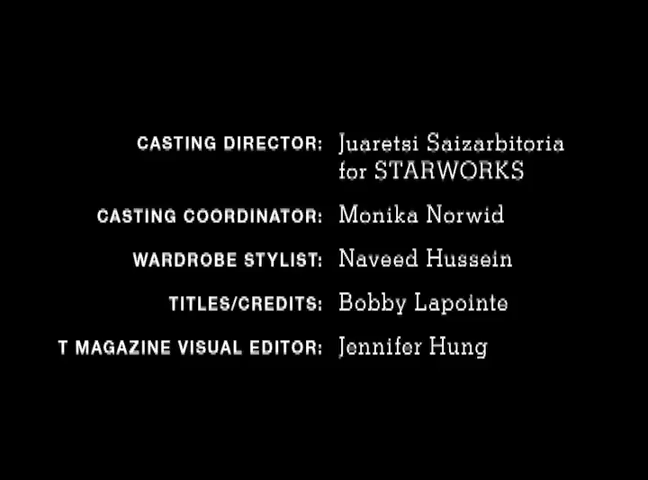 CASTING DIRECTOR: Juaretsi Saizarbitoria
for STARWORKS
CASTING COORDINATOR: Monika Norwid
WARDROBE STYLIST: Naveed Hussein
TITLES/CREDITS: Bobby Lapointe
T MAGAZINE VISUAL EDITOR: Jennifer Hung